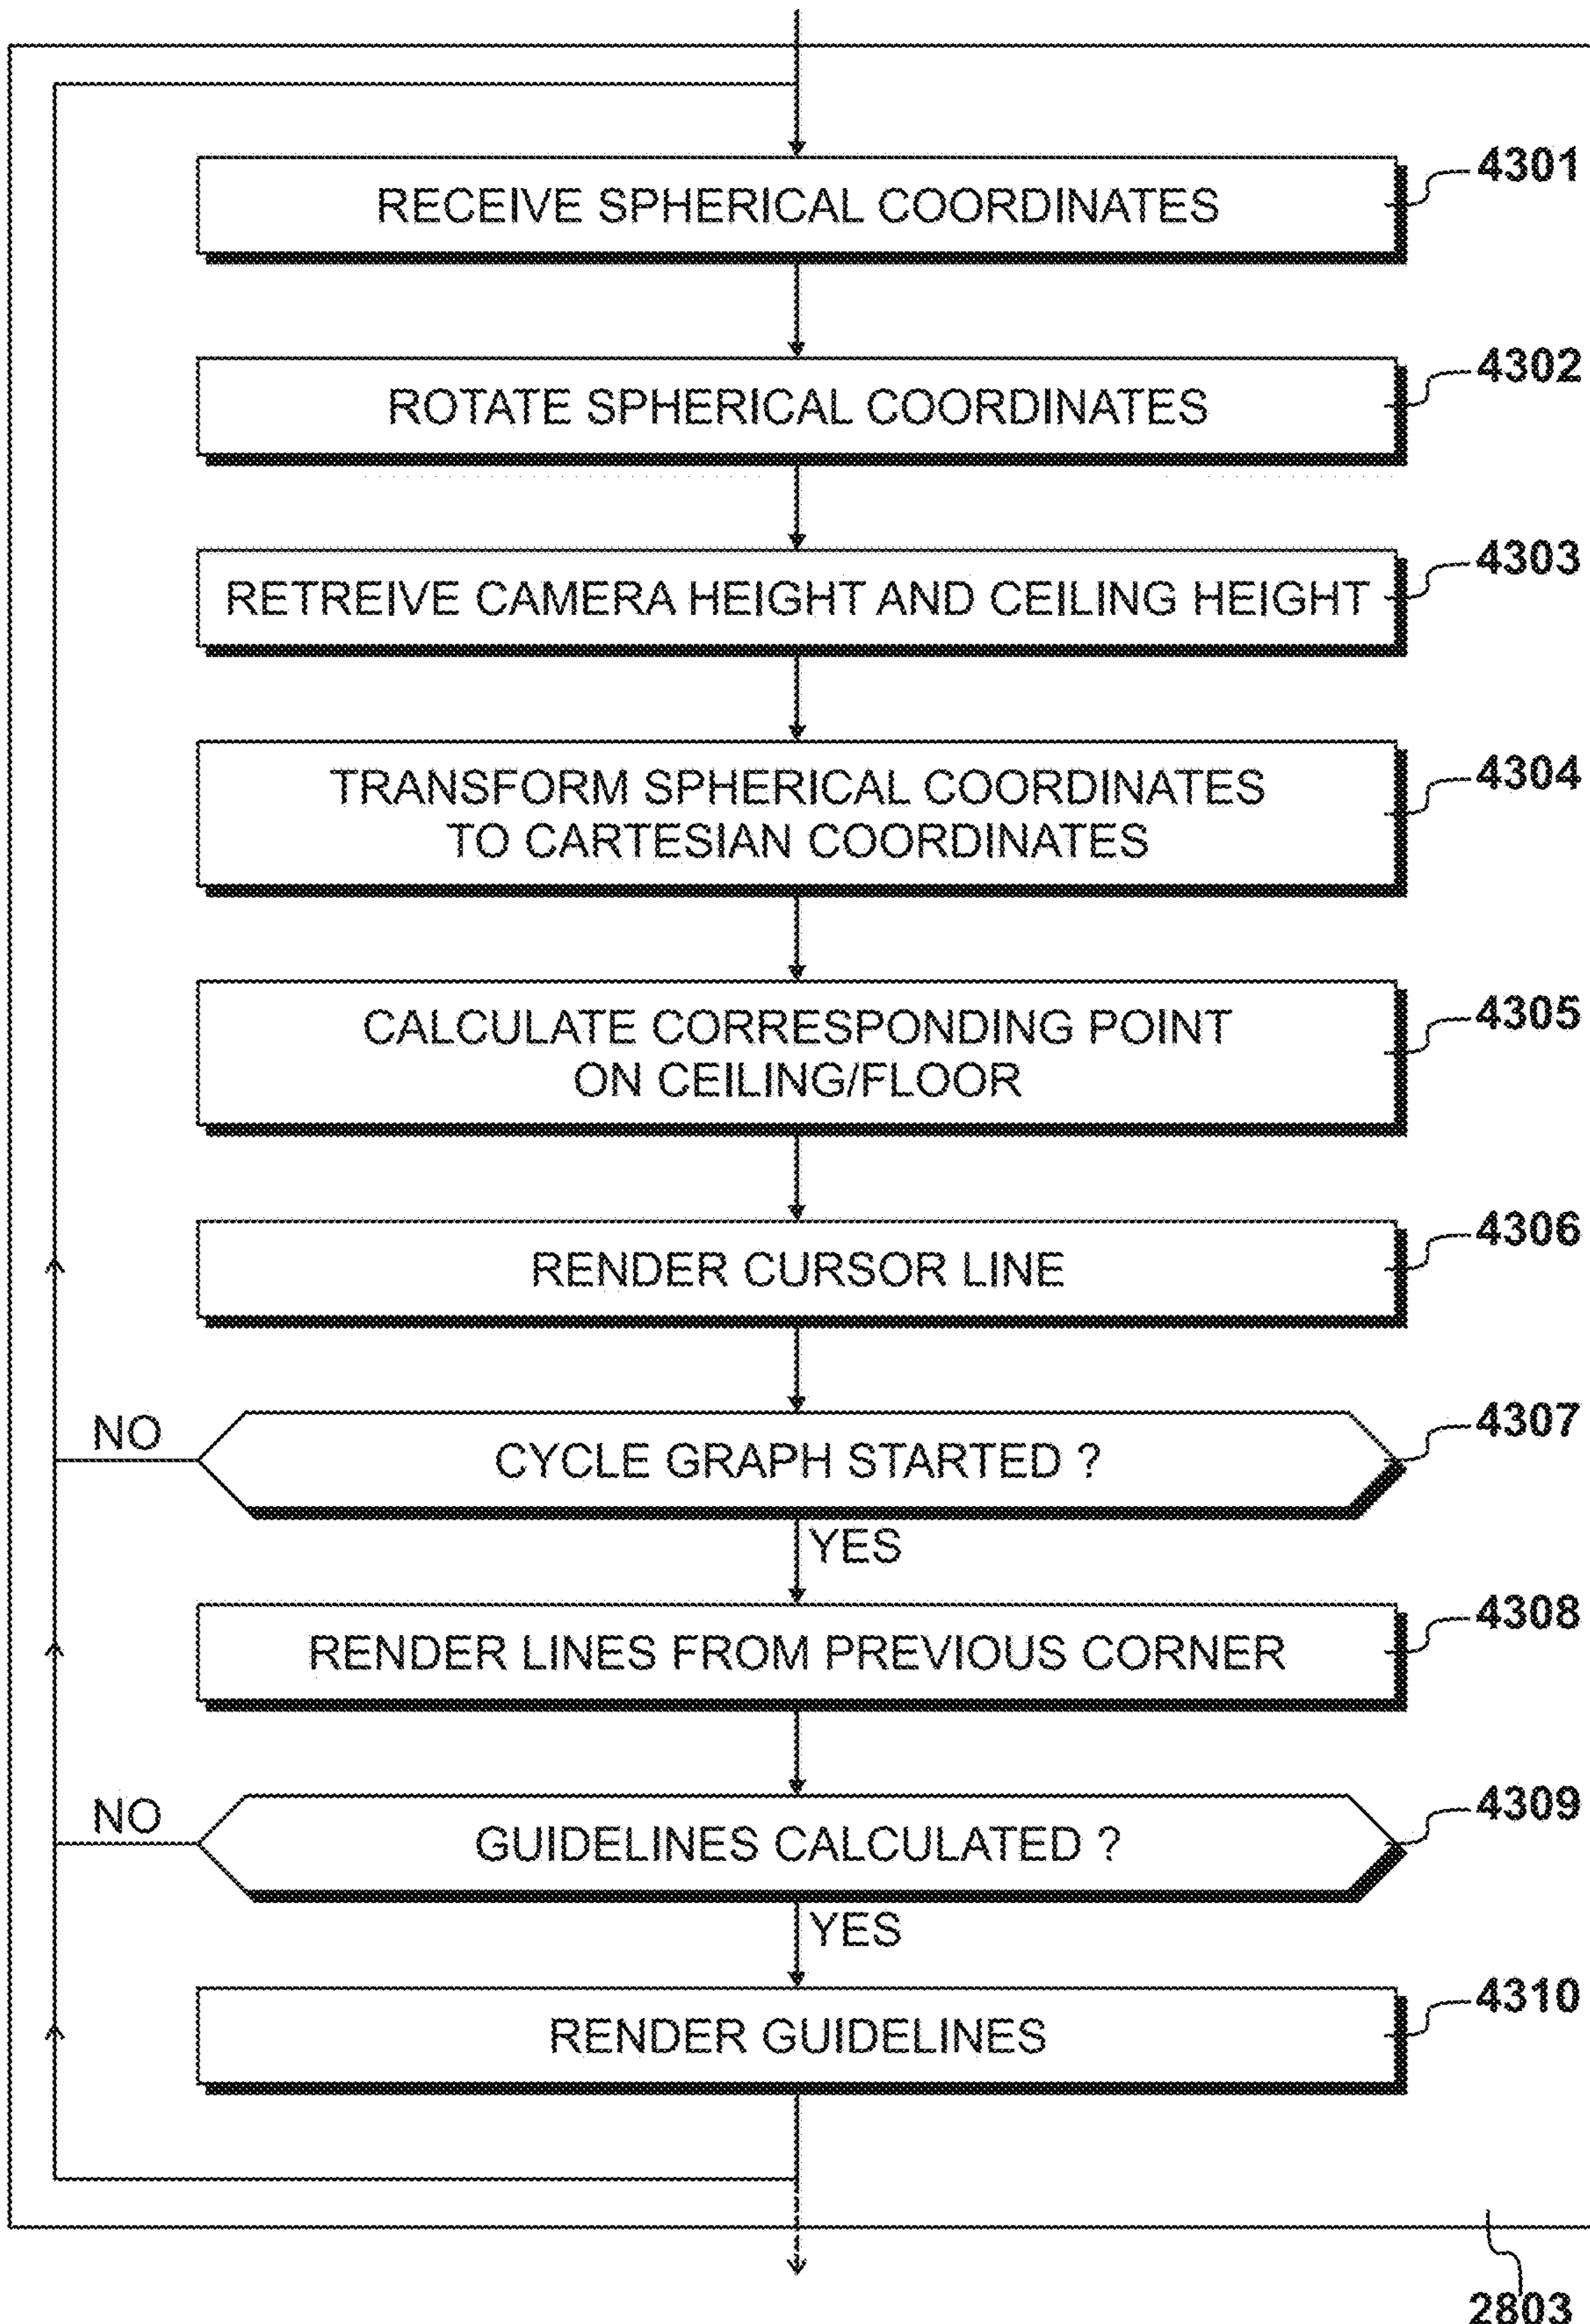 4301
RECEIVE SPHERICAL COORDINATES
4302
ROTATE SPHERICAL COORDINATES
4303
RETREIVE CAMERA HEIGHT AND CEILING HEIGHT
4304
TRANSFORM SPHERICAL COORDINATES
TO CARTESIAN COORDINATES
4305
CALCULATE CORRESPONDING POINT
ON CEILING/FLOOR
4306
RENDER CURSOR LINE
4307
NO
CYCLE GRAPH STARTED ?
YES
4308
RENDER LINES FROM PREVIOUS CORNER
4309
NO
GUIDELINES CALCULATED ?
YES
4310
RENDER GUIDELINES
2803